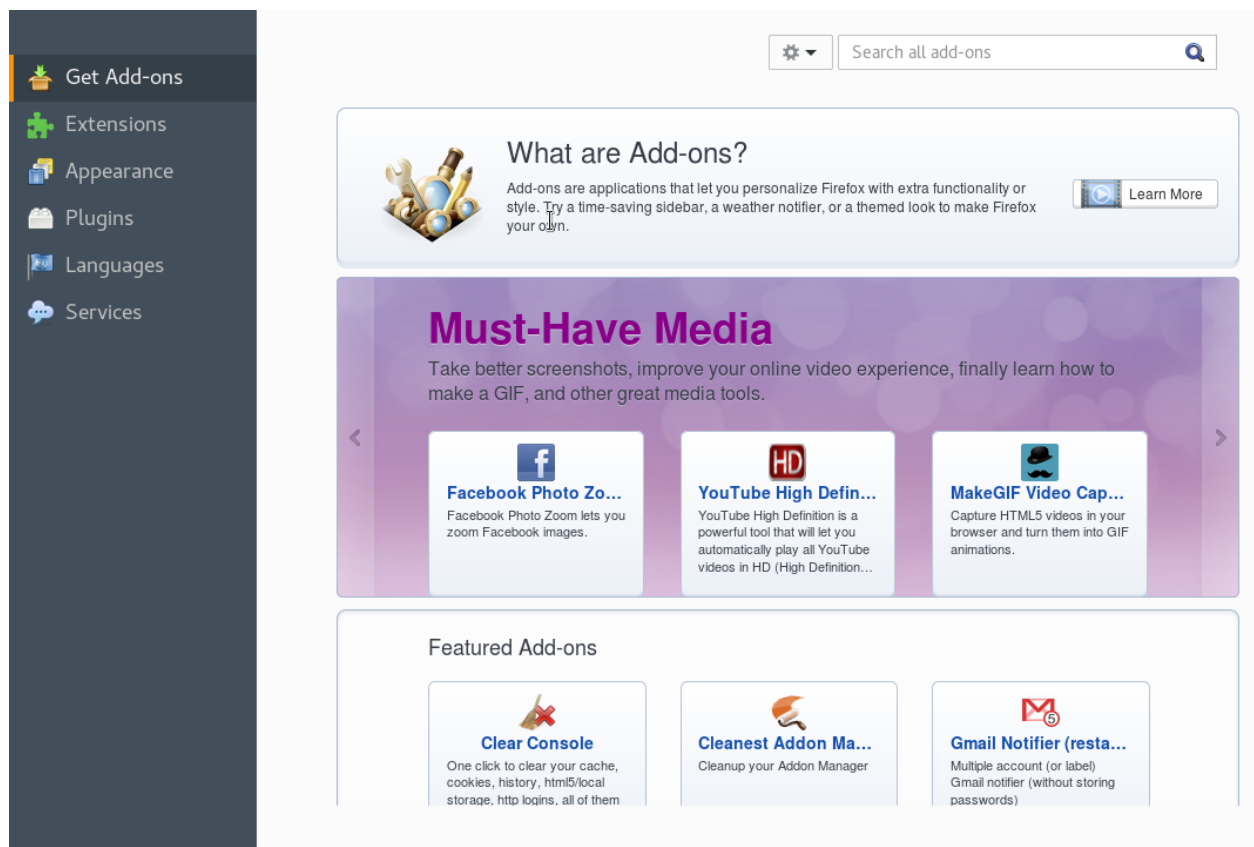 Get Add-ons
Extensions
Appearance
Plugins
Languages
Services
Search all add-ons
What are Add-ons?
Add-ons are applications that let you personalize Firefox with extra functionality or
style. Try a time-saving sidebar, a weather notifier, or a themed look to make Firefox
your own.
Learn More
Must-Have Media
Take better screenshots, improve your online video experience, finally learn how to
make a GIF, and other great media tools.
f
Facebook Photo Zo...
Facebook Photo Zoom lets you
zoom Facebook images.
HD
YouTube High Defin...
YouTube High Definition is a
powerful tool that will let you
automatically play all YouTube
videos in HD (High Definition...
MakeGIF Video Cap...
Capture HTML5 videos in your
browser and turn them into GIF
animations.
Featured Add-ons
Clear Console
One click to clear your cache,
cookies, history, html5/local
storage, http logins, all of them
Cleanest Addon Ma...
Cleanup your Addon Manager
5
Gmail Notifier (resta...
Multiple account (or label)
Gmail notifier (without storing
passwords)